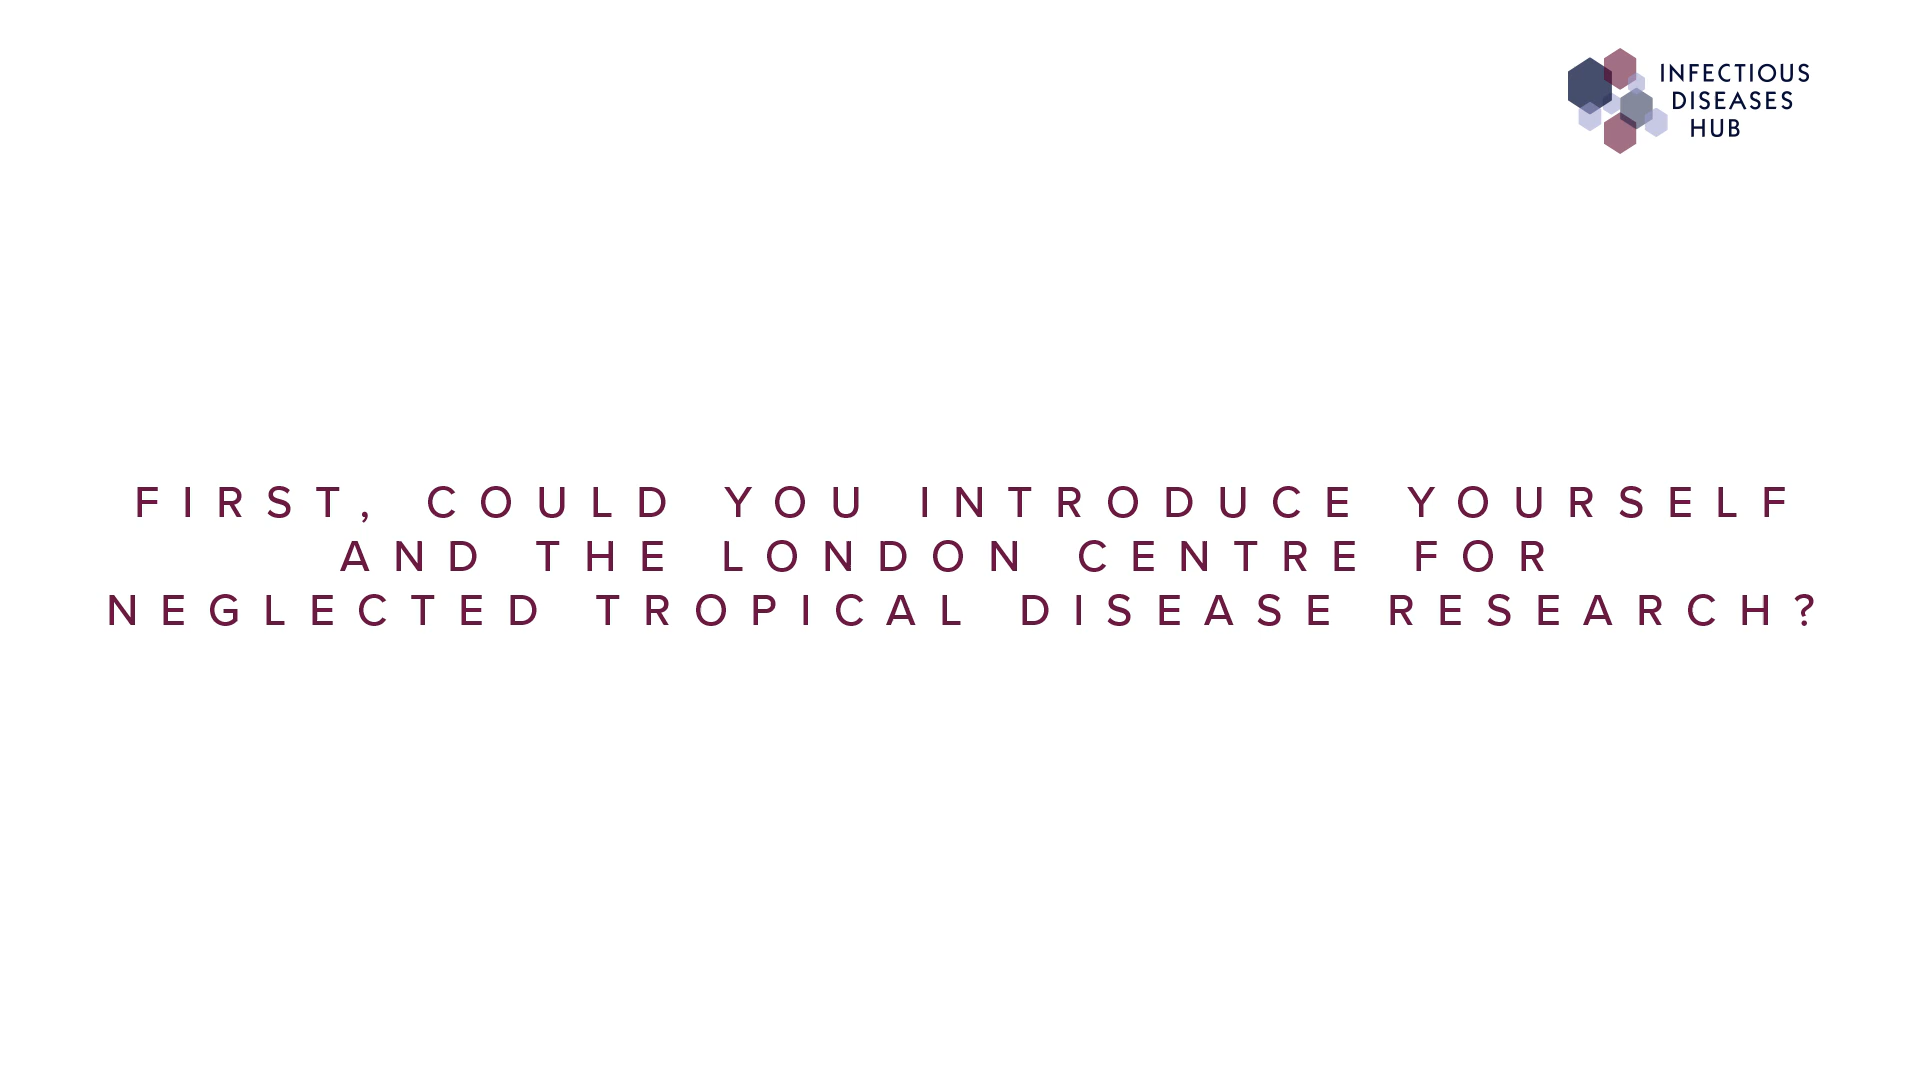 INFECTIOUS
DISEASES
HUB
FIRST, COULD YOU INTRODUCE YOURSELF
AND THE LONDON CENTRE FOR
NEGLECTED TROPICAL DISEASE RESEARCH?